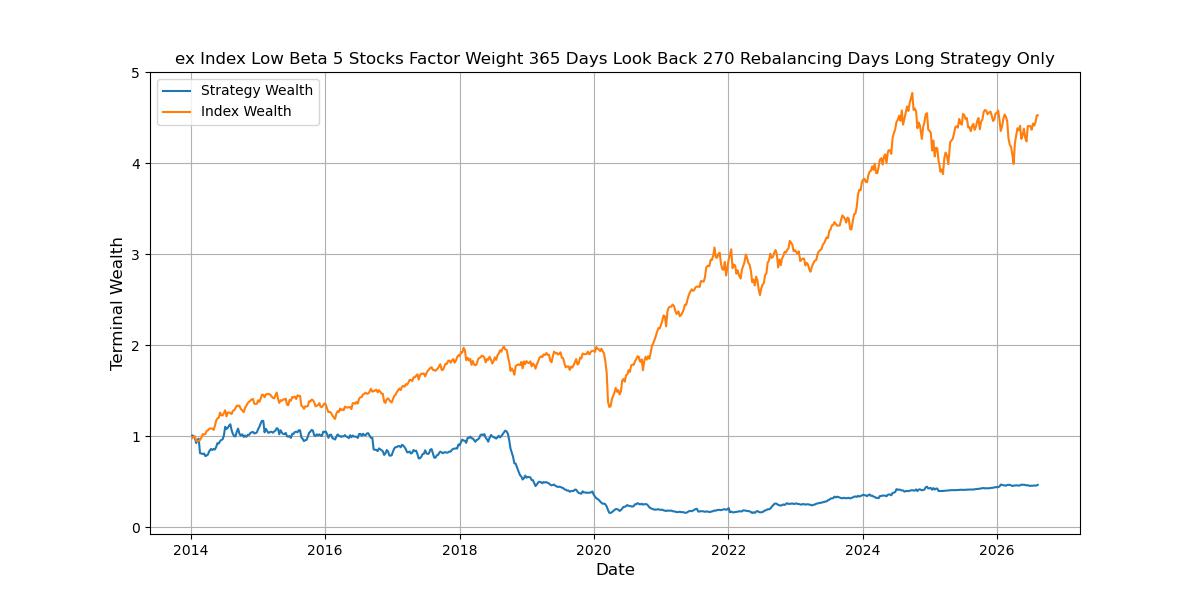 ex Index Low Beta 5 Stocks Factor Weight 365 Days Look Back 270 Rebalancing Days Long Strategy Only
Strategy Wealth
Index Wealth
Terminal Wealth
5
4
3
2
1
0
2014 2016 2018 2020 2022 2024 2026
Date